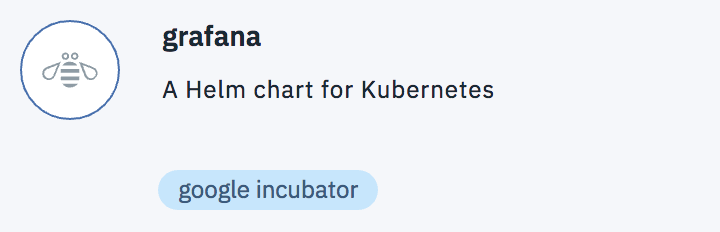 grafana
A Helm chart for Kubernetes
google incubator